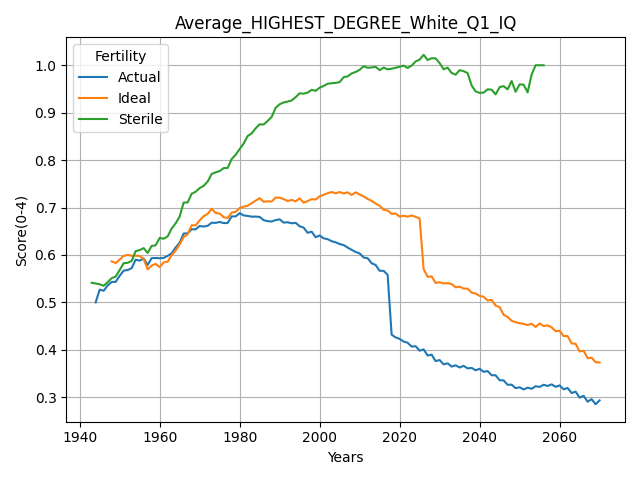 Average_HIGHEST_DEGREE_White_Q1_IQ
Fertility
Actual
Ideal
Sterile
Score(0-4)
1.0
0.9
0.8
0.7
0.6
0.5
0.4
0.3
1940 1960 1980 2000 2020 2040 2060
Years